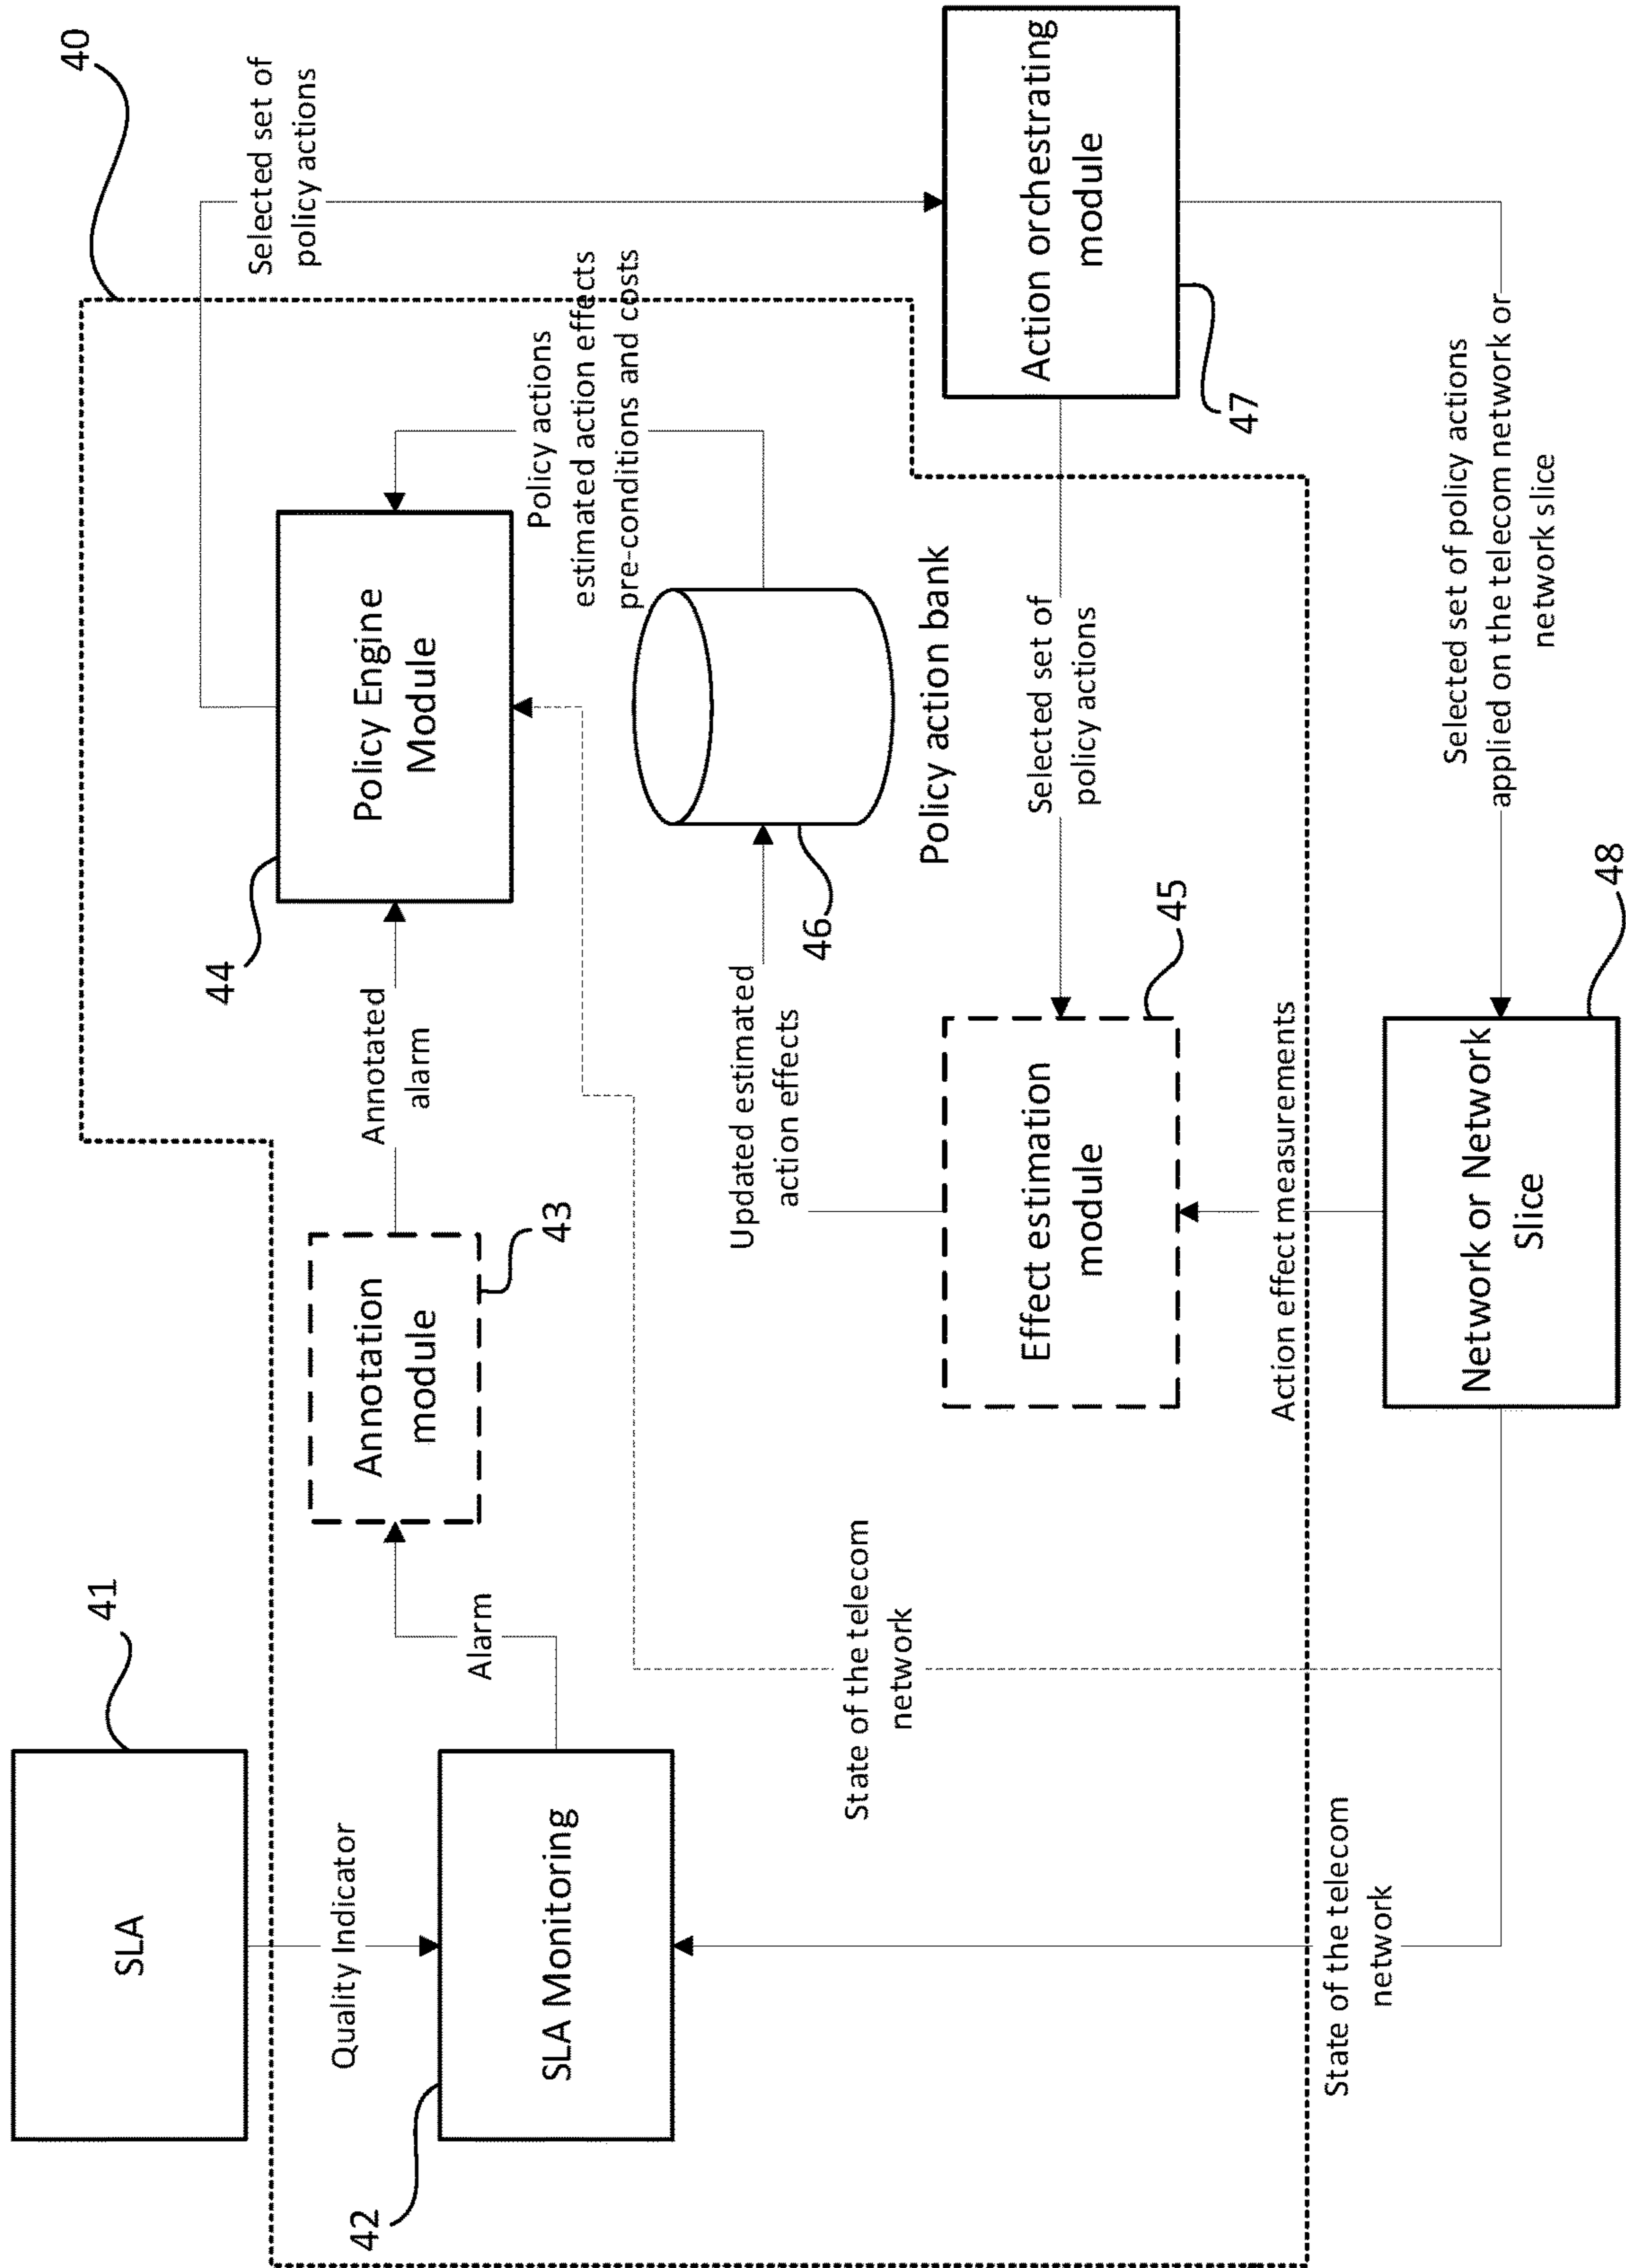 40
41
SLA
Quality Indicator
42
SLA Monitoring
Alarm
Annotation
module
43
Annotated
alarm
44
Policy Engine
Module
Selected set of
policy actions
Policy actions
estimated action effects
pre-conditions and costs
46
Policy action bank
Updated estimated
action effects
State of the telecom
network
Effect estimation
module
45
Selected set of
policy actions
Action orchestrating
module
47
Action effect measurements
State of the telecom
network
Network or Network
Slice
48
Selected set of policy actions
applied on the telecom network or
network slice